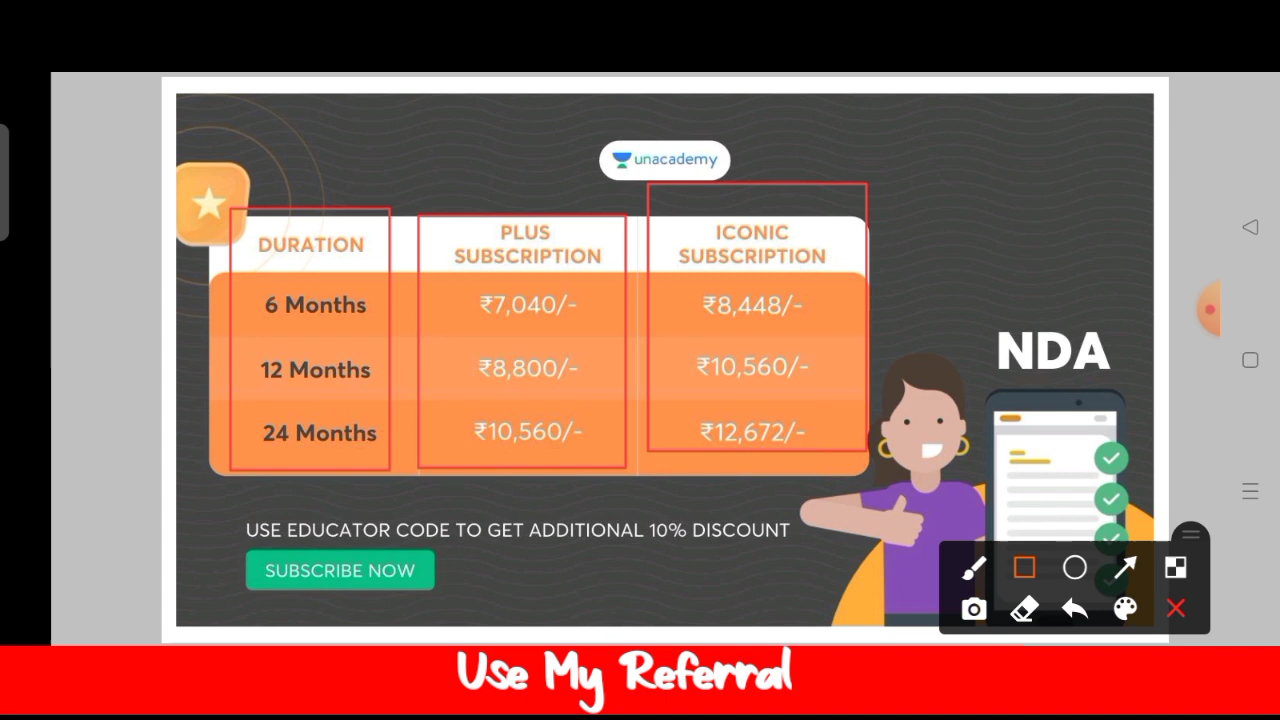 unacademy
DURATION
PLUS
SUBSCRIPTION
ICONIC
SUBSCRIPTION
6 Months
₹7,040/-
₹8,448/-
12 Months
₹8,800/-
₹10,560/-
24 Months
₹10,560/-
₹12,672/-
NDA
USE EDUCATOR CODE TO GET ADDITIONAL 10% DISCOUNT
SUBSCRIBE NOW
Use My Referral